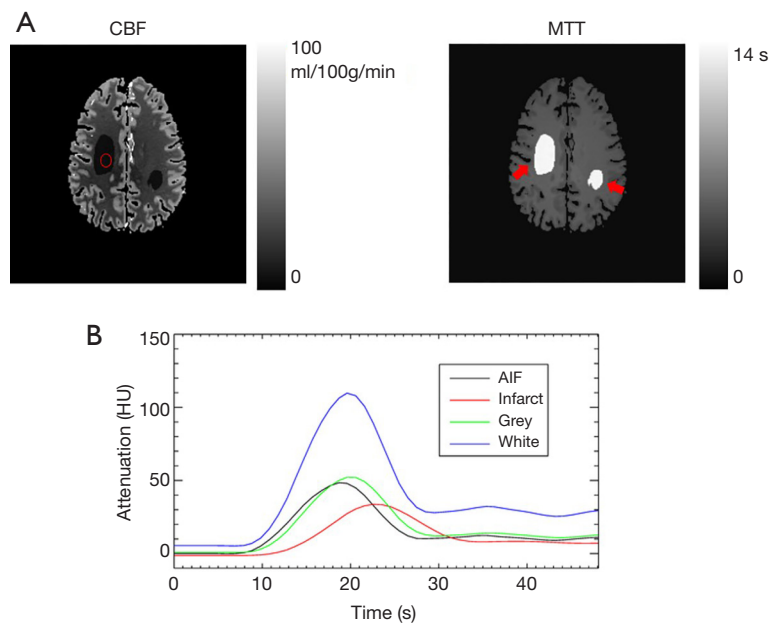 A
CBF
100
ml/100g/min
0
MTT
14 s
0
B
150
100
50
0
Attenuation (HU)
AIF
Infarct
Grey
White
0
10
20
30
40
Time (s)